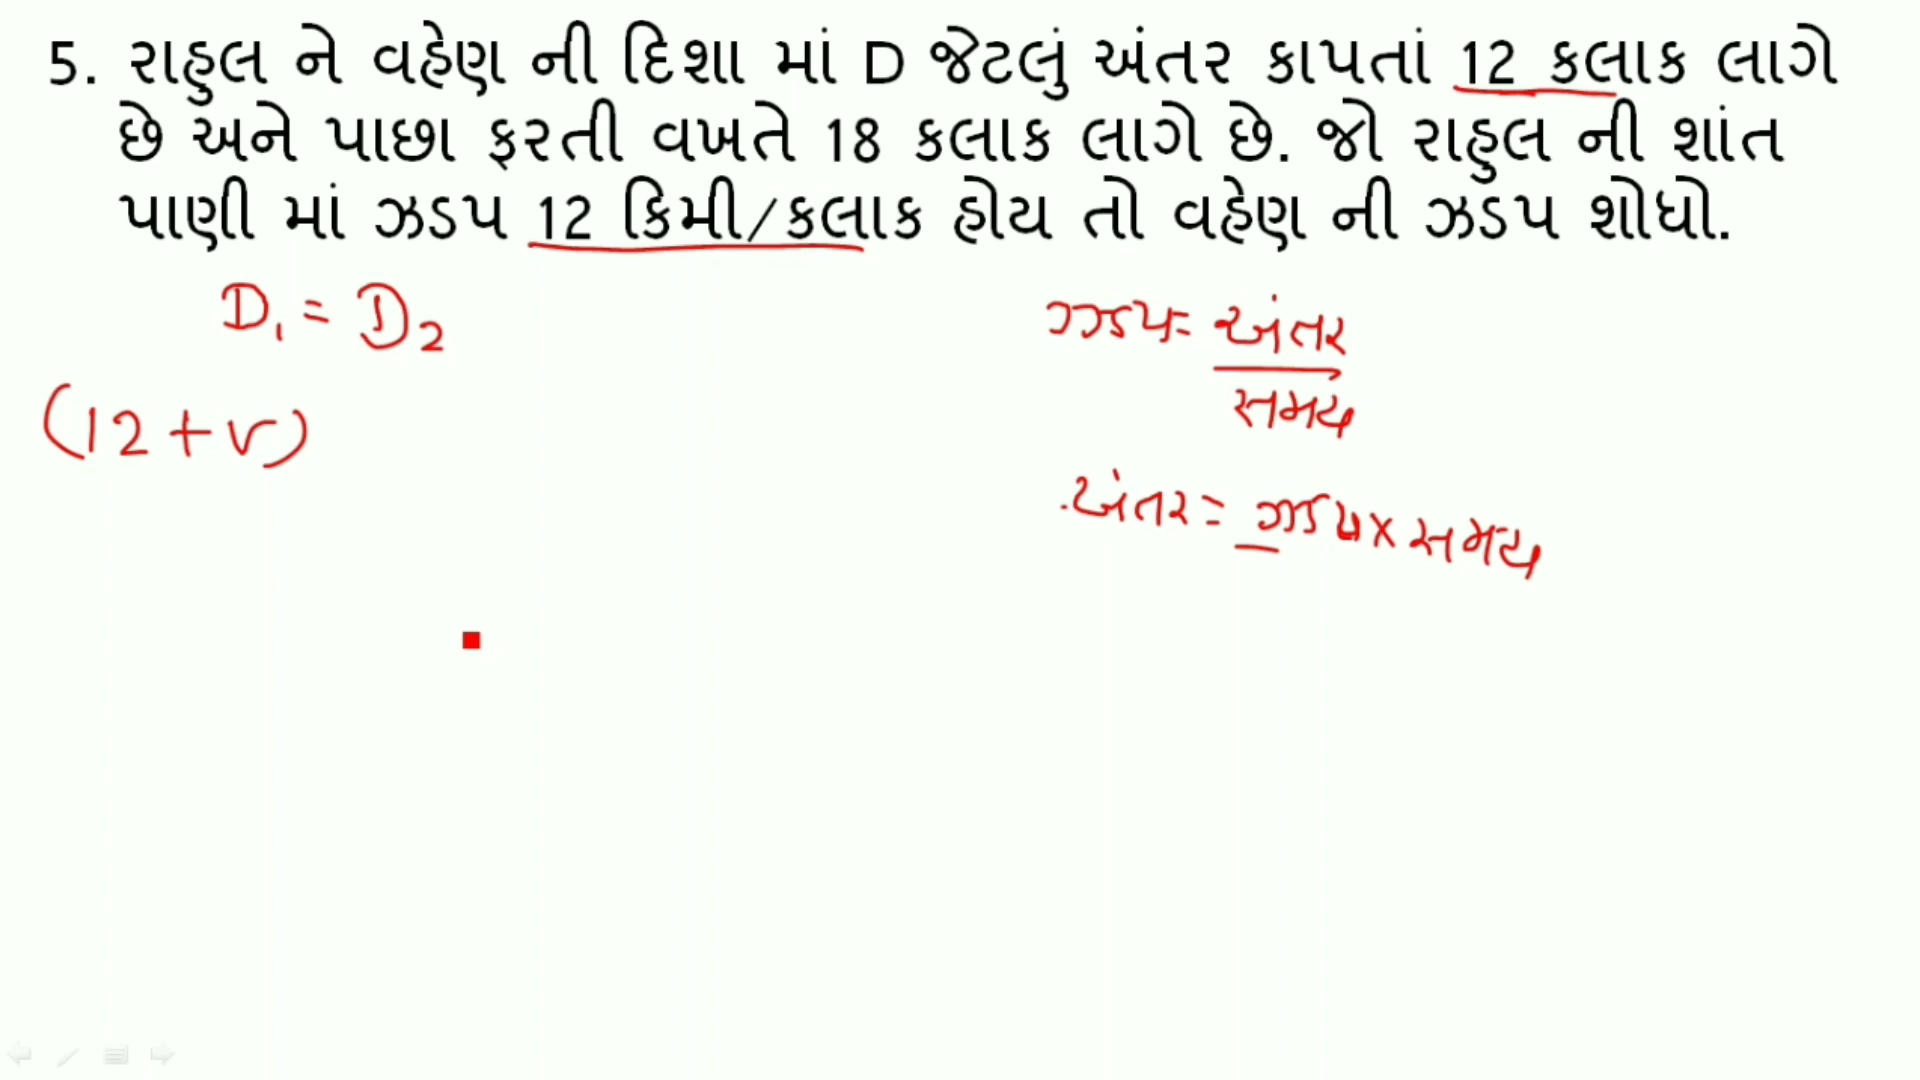 5. રાહુલ ને વહેણ ની દિશા માં D જેટલું અંતર કાપતાં 12 કલાક લાગે
છે અને પાછા ફરતી વખતે 18 કલાક લાગે છે. જો રાહુલ ની શાંત
પાણી માં ઝડપ 12 કિમી/કલાક હોય તો વહેણ ની ઝડપ શોધો.
D₁ = D₂
(12+v)
ઝડપ = અંતર
સમય
અંતર = ઝડપ × સમય